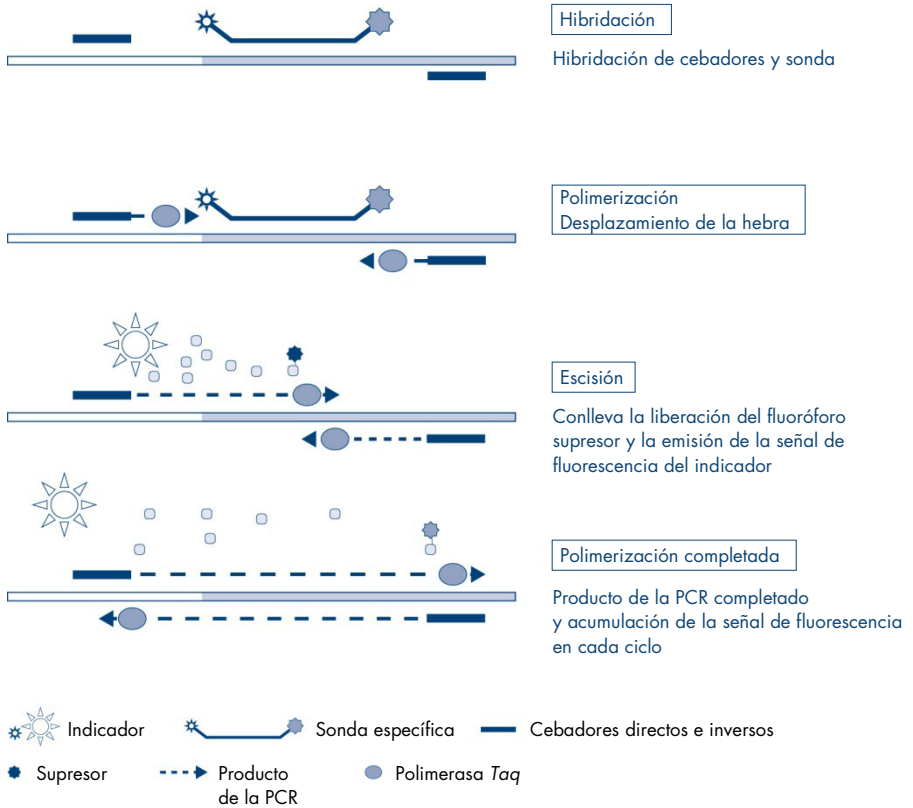 Hibridación
Hibridación de cebadores y sonda
Polimerización
Desplazamiento de la hebra
Escisión
Conlleva la liberación del fluoróforo
supresor y la emisión de la señal de
fluorescencia del indicador
Polimerización completada
Producto de la PCR completado
y acumulación de la señal de fluorescencia
en cada ciclo
Indicador
Sonda específica
Cebadores directos e inversos
Supresor
Producto
de la PCR
Polimerasa Taq